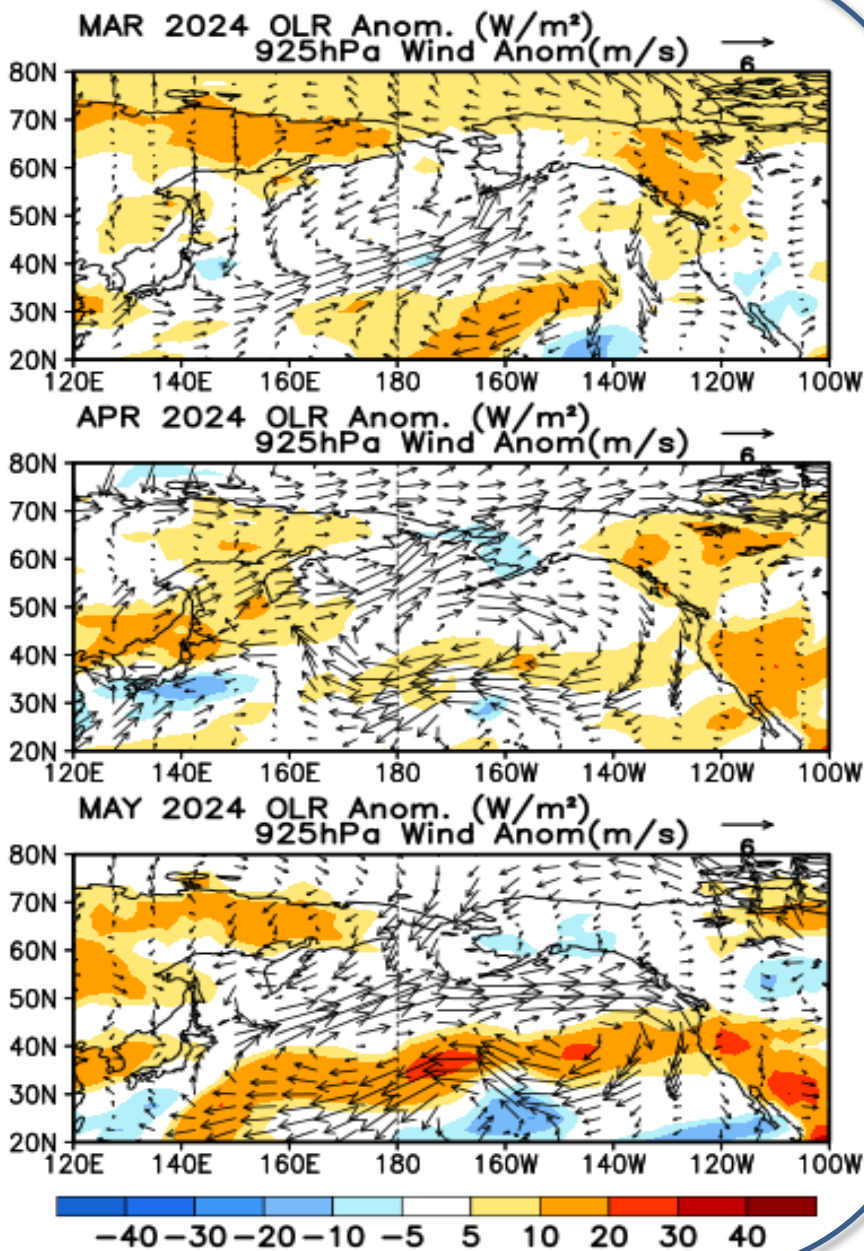 MAR 2024 OLR Anom. (W/m²)
925hPa Wind Anom(m/s)
6
80N
70N
60N
50N
40N
30N
20N
120E 140E 160E 180 160W 140W 120W 100W
APR 2024 OLR Anom. (W/m²)
925hPa Wind Anom(m/s)
6
80N
70N
60N
50N
40N
30N
20N
120E 140E 160E 180 160W 140W 120W 100W
MAY 2024 OLR Anom. (W/m²)
925hPa Wind Anom(m/s)
6
80N
70N
60N
50N
40N
30N
20N
120E 140E 160E 180 160W 140W 120W 100W
-40 -30 -20 -10 -5 5 10 20 30 40